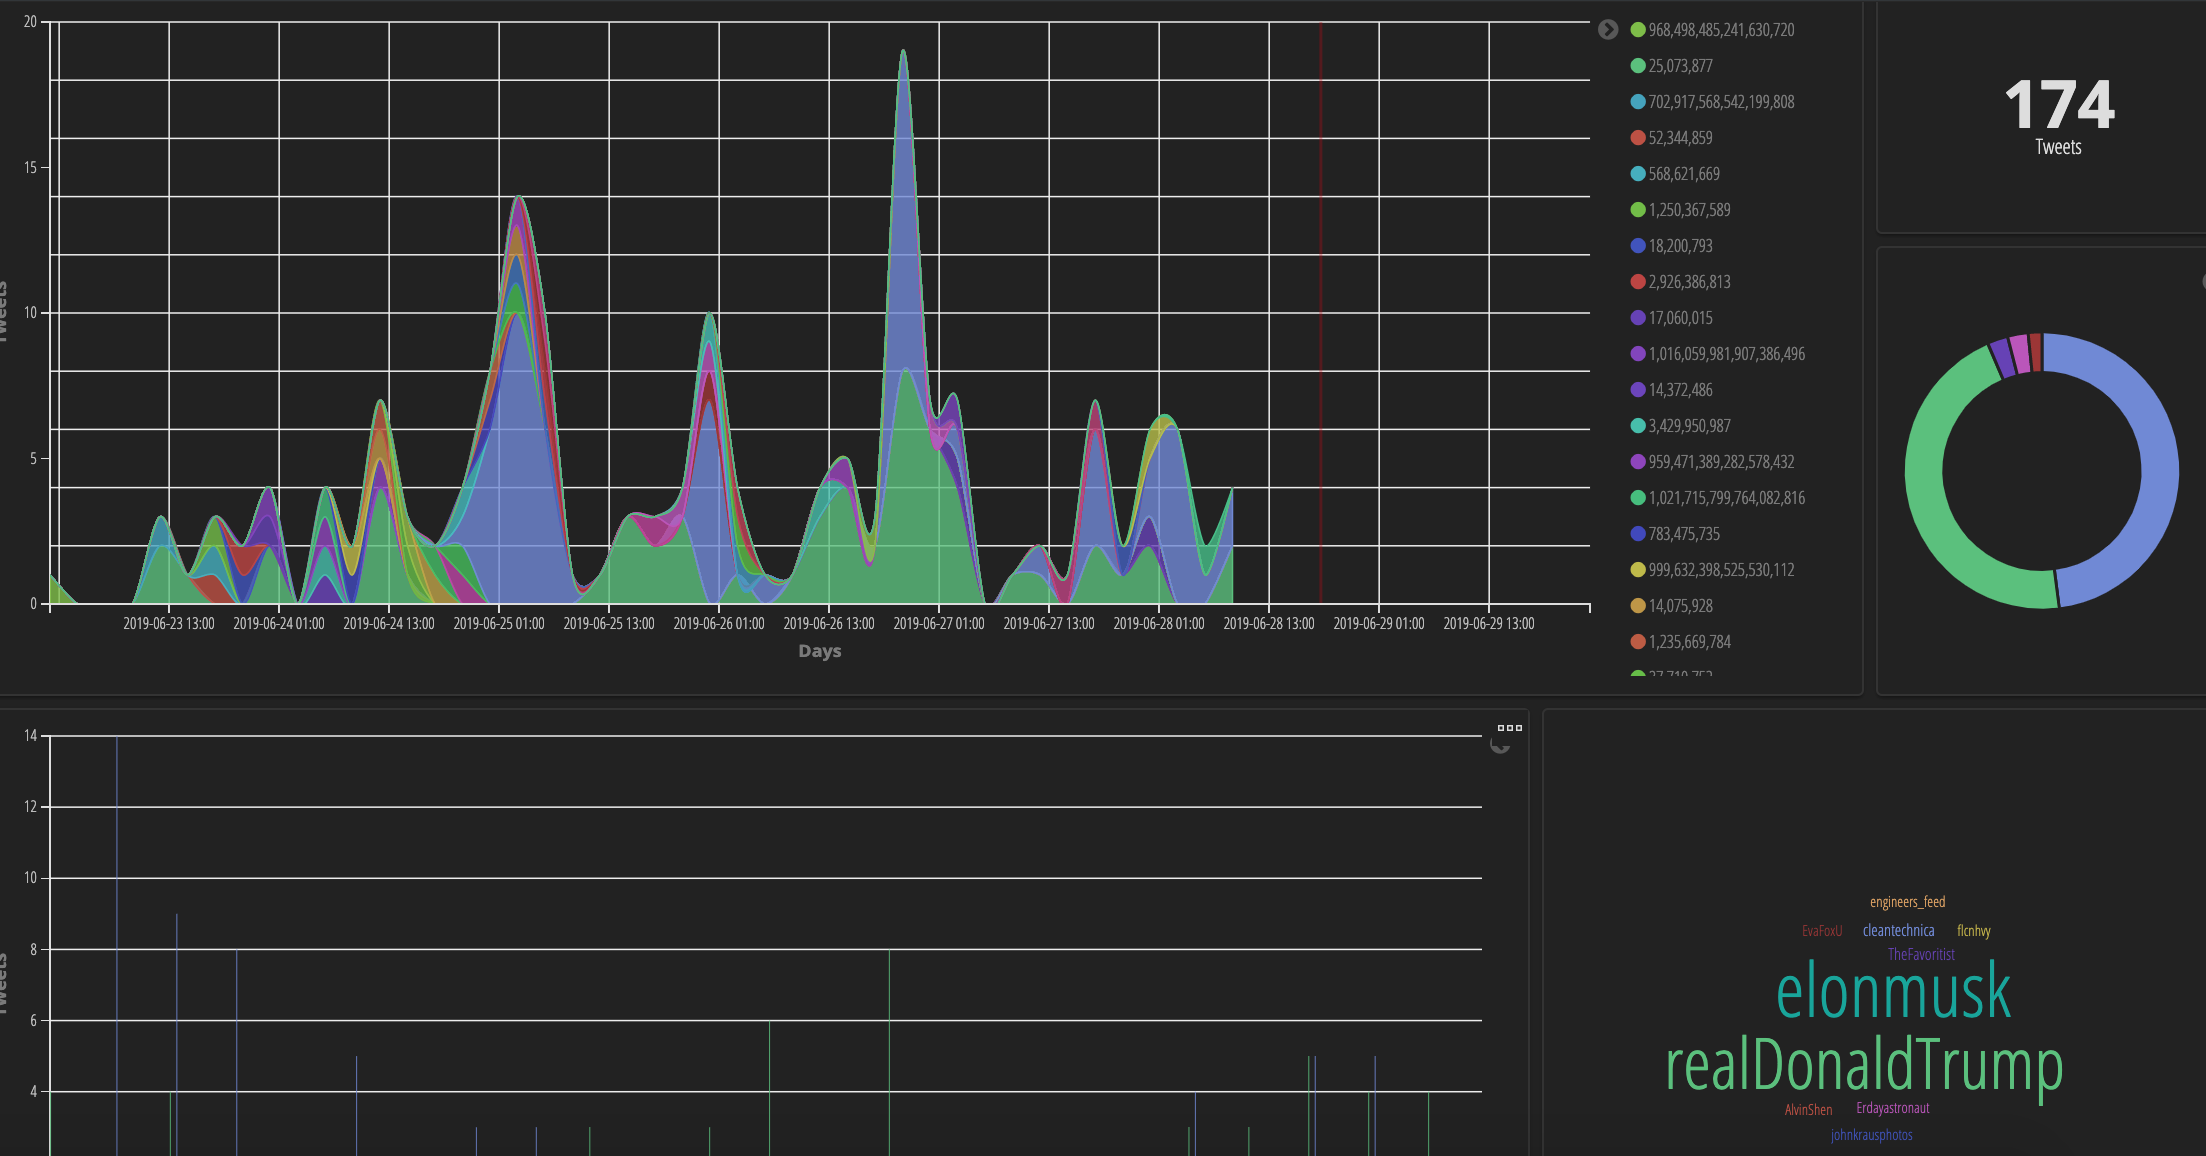 20
15
10
5
0
Tweets
2019-06-23 13:00 2019-06-24 01:00 2019-06-24 13:00 2019-06-25 01:00 2019-06-25 13:00 2019-06-26 01:00 2019-06-26 13:00 2019-06-27 01:00 2019-06-27 13:00 2019-06-28 01:00 2019-06-28 13:00 2019-06-29 01:00 2019-06-29 13:00
Days
968,498,485,241,630,720
25,073,877
702,917,568,542,199,808
52,344,859
568,621,669
1,250,367,589
18,200,793
2,926,386,813
17,060,015
1,016,059,981,907,386,496
14,372,486
3,429,950,987
959,471,389,282,578,432
1,021,715,799,764,082,816
783,475,735
999,632,398,525,530,112
14,075,928
1,235,669,784
174
Tweets
14
12
10
8
6
4
Tweets
engineers_feed
EvaFoxU cleantechnica flcnhvy
TheFavoritist
elonmusk
realDonaldTrump
AlvinShen Erdayastronaut
johnkrausphotos